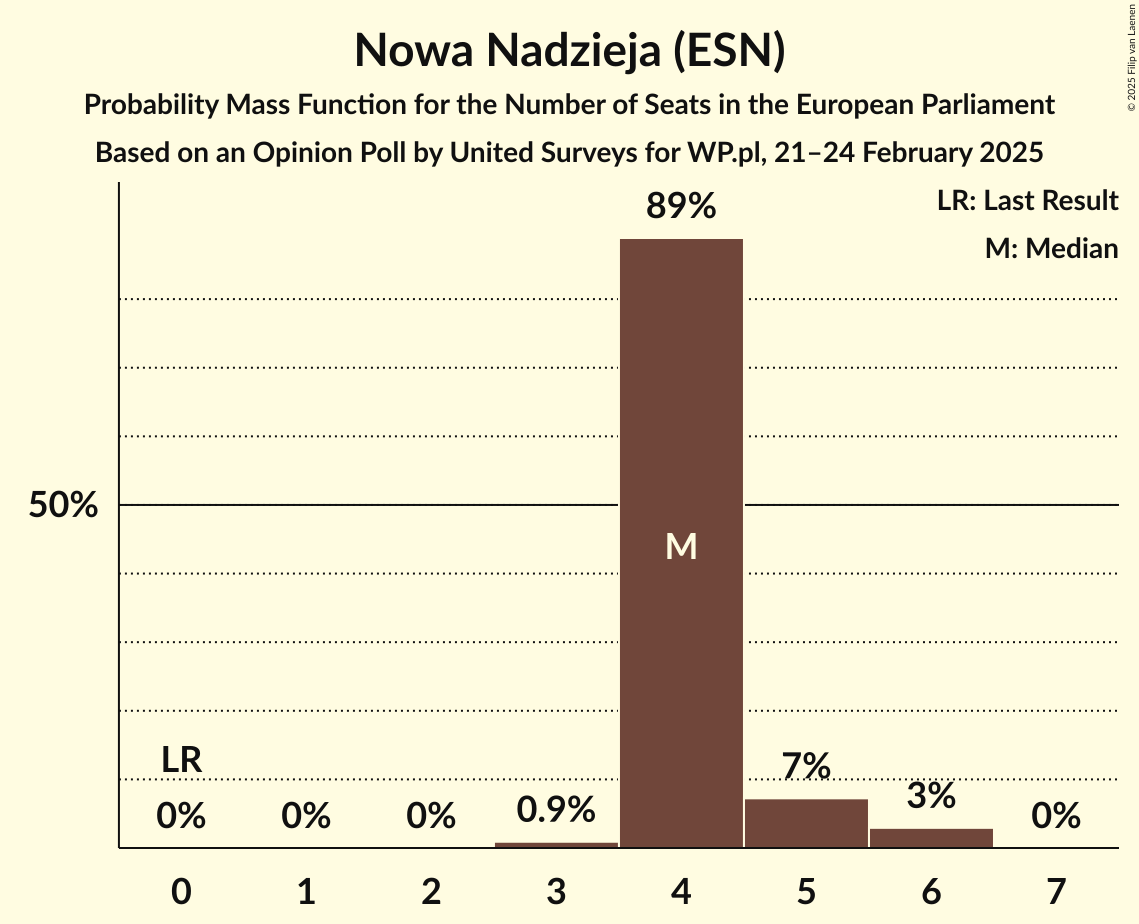 Nowa Nadzieja (ESN)
Probability Mass Function for the Number of Seats in the European Parliament
Based on an Opinion Poll by United Surveys for WP.pl, 21–24 February 2025
© 2025 Filip van Laenen
LR: Last Result
M: Median
89%
50%
M
LR
0%
0%
0%
0.9%
7%
3%
0%
0 1 2 3 4 5 6 7